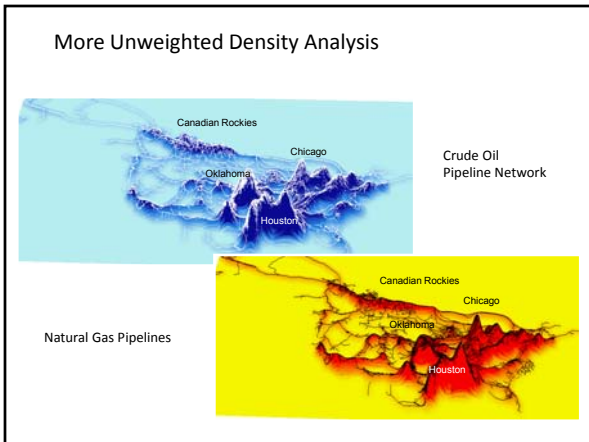 More Unweighted Density Analysis
Canadian Rockies
Chicago
Oklahoma
Houston
Crude Oil
Pipeline Network
Canadian Rockies
Chicago
Oklahoma
Houston
Natural Gas Pipelines